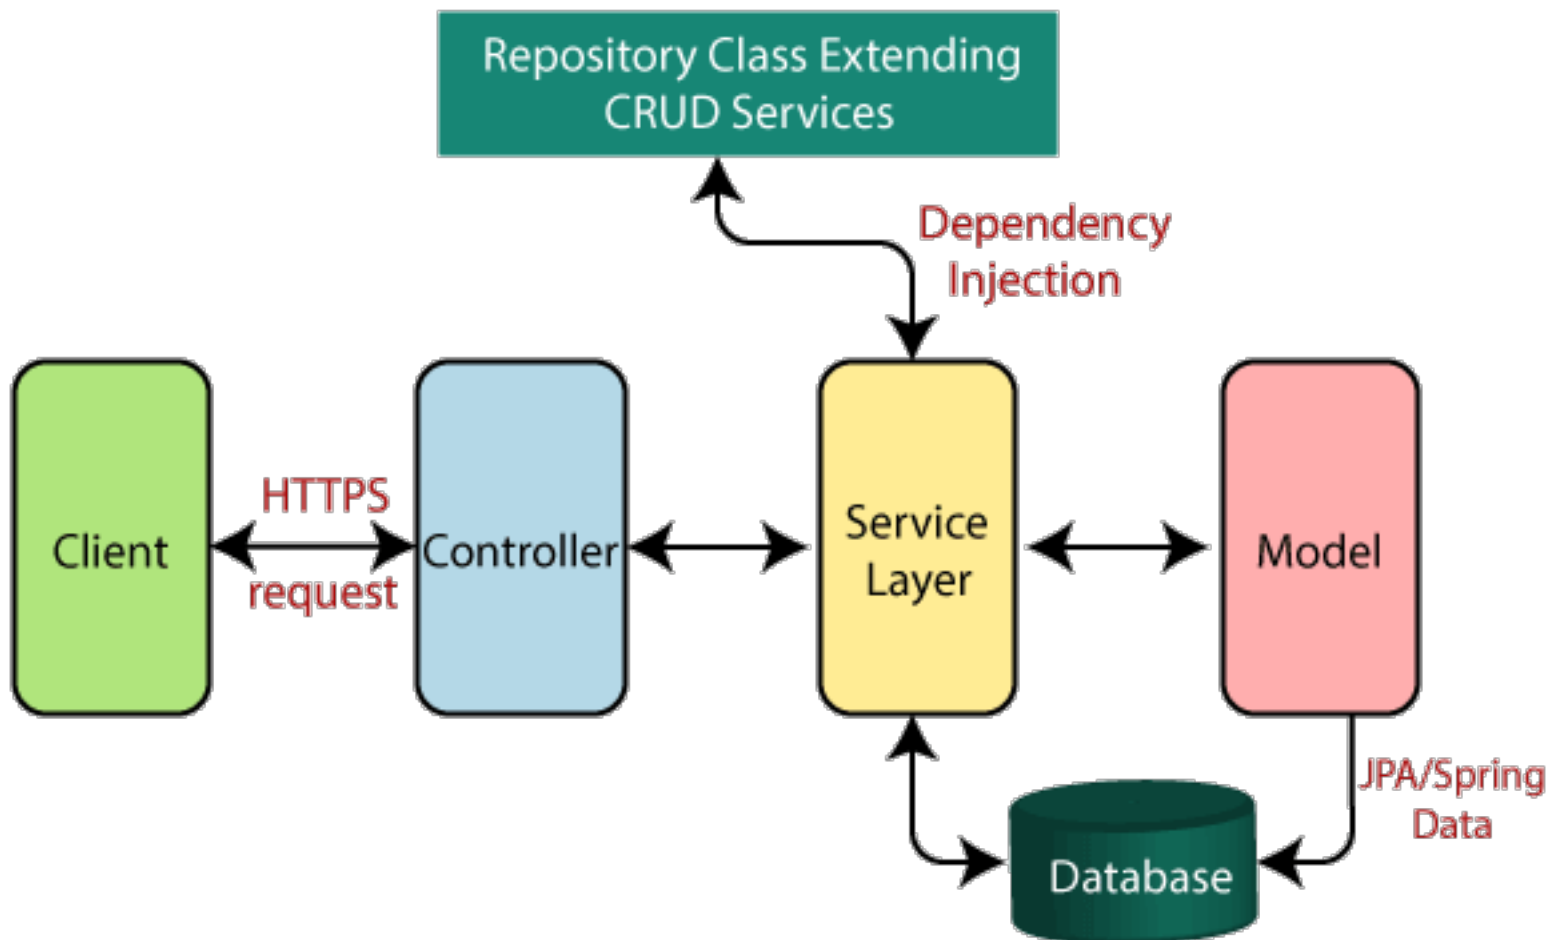 Repository Class Extending
CRUD Services
Dependency
Injection
HTTPS
request
Client
Controller
Service
Layer
Model
JPA/Spring
Data
Database